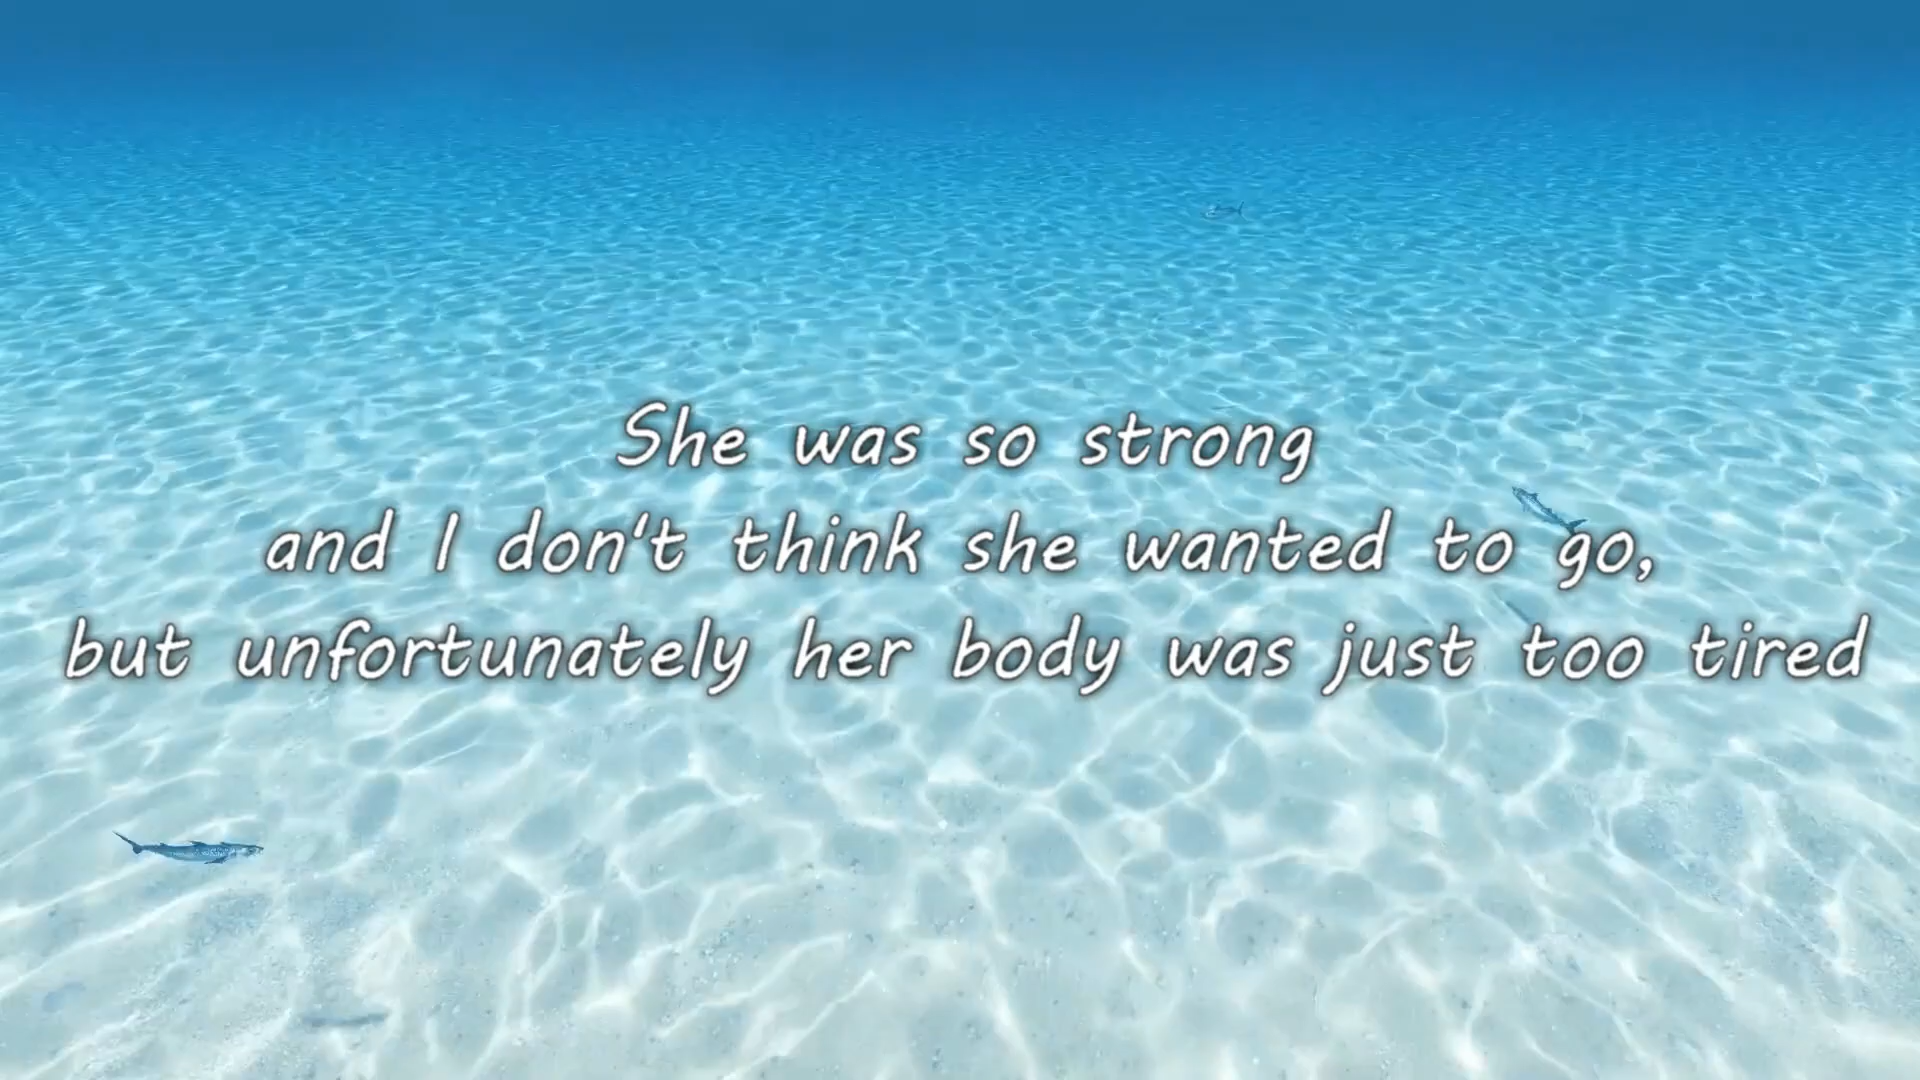 She was so strong
and I don't think she wanted to go,
but unfortunately her body was just too tired